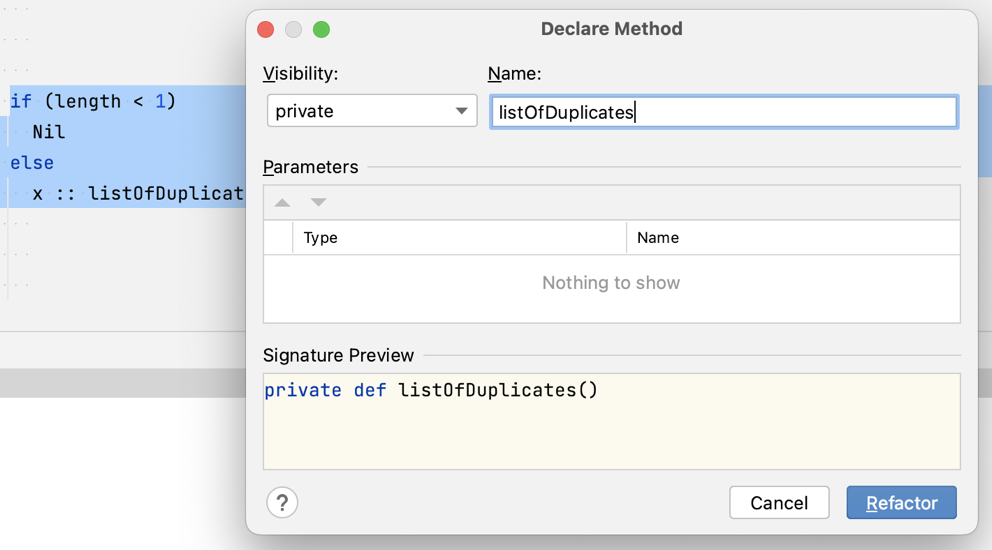 Declare Method
Visibility:
Name:
private
listOfDuplicates
if (length < 1)
Nil
else
x :: listOfDuplicat
Parameters
Type
Name
Nothing to show
Signature Preview
private def listOfDuplicates()
?
Cancel
Refactor